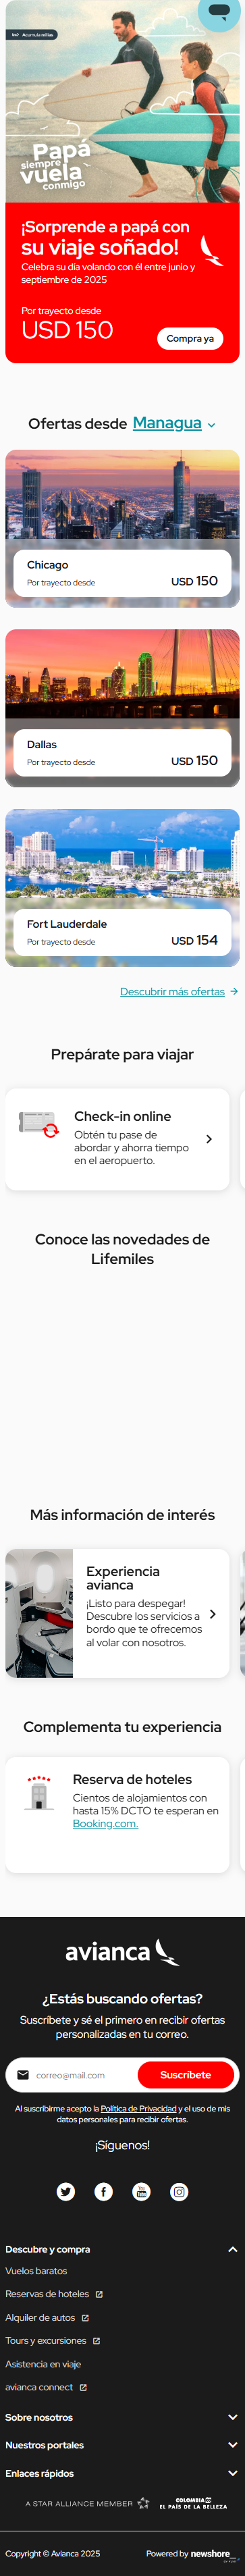 Acumula millas
Papá
siempre
vuela
conmigo
¡Sorprende a papá con
su viaje soñado!
Celebra su día volando con él entre junio y
septiembre de 2025
Por trayecto desde
USD 150
Compra ya
Ofertas desde Managua
Chicago
Por trayecto desde
USD 150
Dallas
Por trayecto desde
USD 150
Fort Lauderdale
Por trayecto desde
USD 154
Descubrir más ofertas
Prepárate para viajar
Check-in online
Obtén tu pase de
abordar y ahorra tiempo
en el aeropuerto.
Conoce las novedades de
Lifemiles
Más información de interés
Experiencia
avianca
¡Listo para despegar!
Descubre los servicios a
bordo que te ofrecemos
al volar con nosotros.
Complementa tu experiencia
Reserva de hoteles
Cientos de alojamientos con
hasta 15% DCTO te esperan en
Booking.com.
avianca
¿Estás buscando ofertas?
Suscríbete y sé el primero en recibir ofertas
personalizadas en tu correo.
correo@mail.com
Suscríbete
Al suscribirme acepto la Política de Privacidad y el uso de mis
datos personales para recibir ofertas.
¡Síguenos!
You
Tube
Descubre y compra
Vuelos baratos
Reservas de hoteles
Alquiler de autos
Tours y excursiones
Asistencia en viaje
avianca connect
Sobre nosotros
Nuestros portales
Enlaces rápidos
A STAR ALLIANCE MEMBER
COLOMBIA
EL PAÍS DE LA BELLEZA
Copyright © Avianca 2025
Powered by newshore_